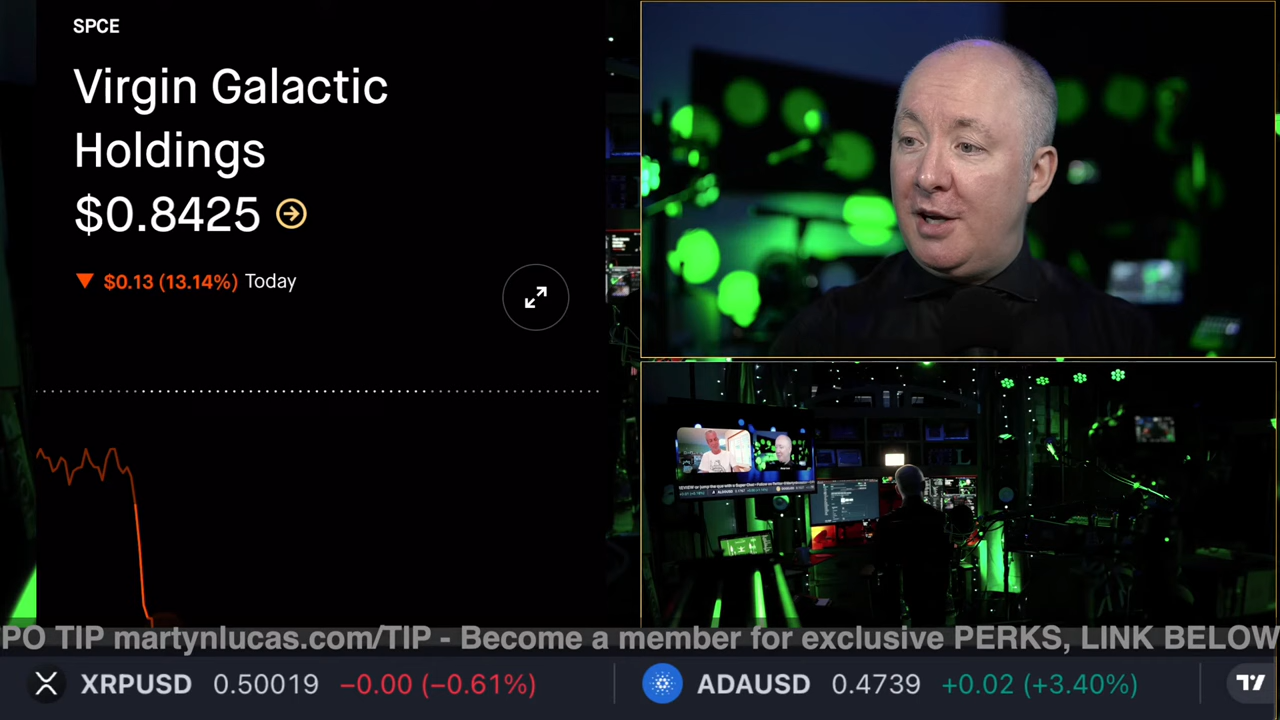 SPCE
Virgin Galactic
Holdings
$0.8425
$0.13 (13.14%) Today
PO TIP martynlucas.com/TIP - Become a member for exclusive PERKS, LINK BELOW
XRPUSD 0.50019 −0.00 (−0.61%)
ADAUSD 0.4739 +0.02 (+3.40%)